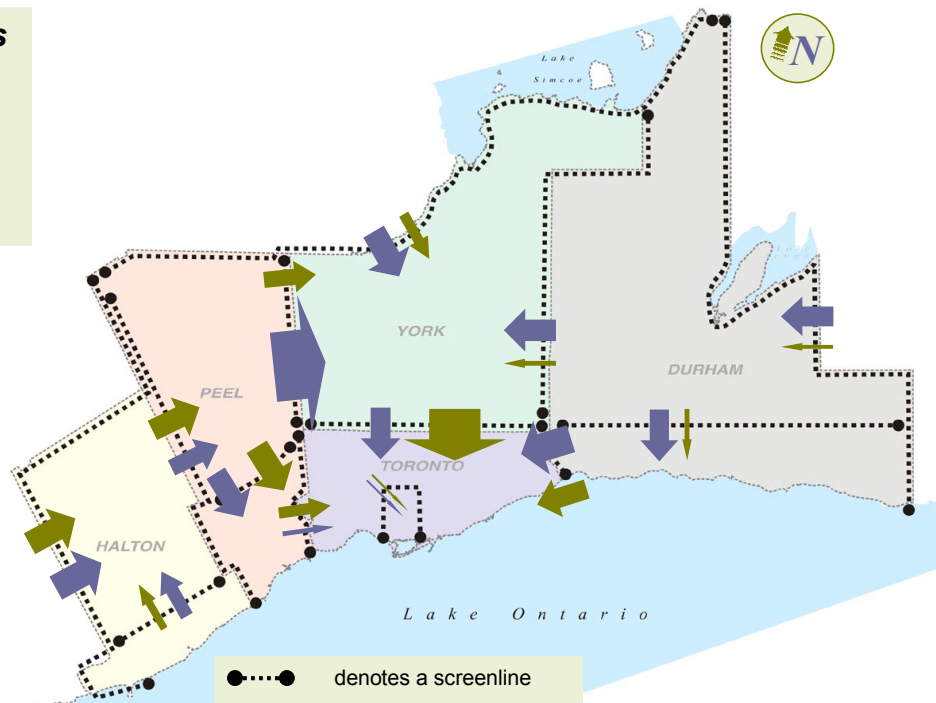 s
N
Lake
Simcoe
YORK
DURHAM
PEEL
TORONTO
HALTON
Lake Ontario
denotes a screenline